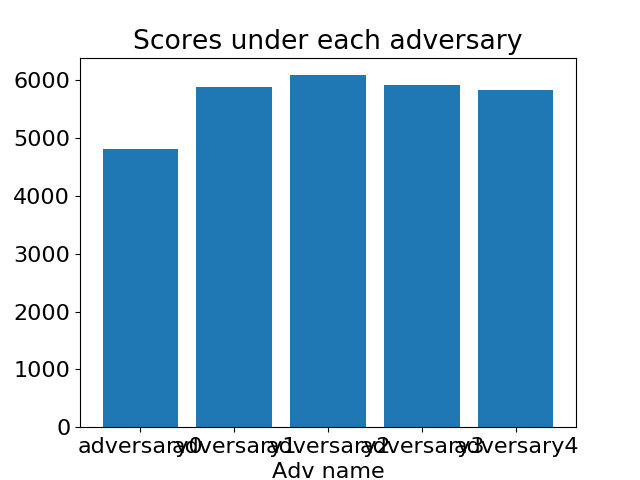 Scores under each adversary
6000
5000
4000
3000
2000
1000
0
adversary0 adversary1 adversary2 adversary3 adversary4
Adv name